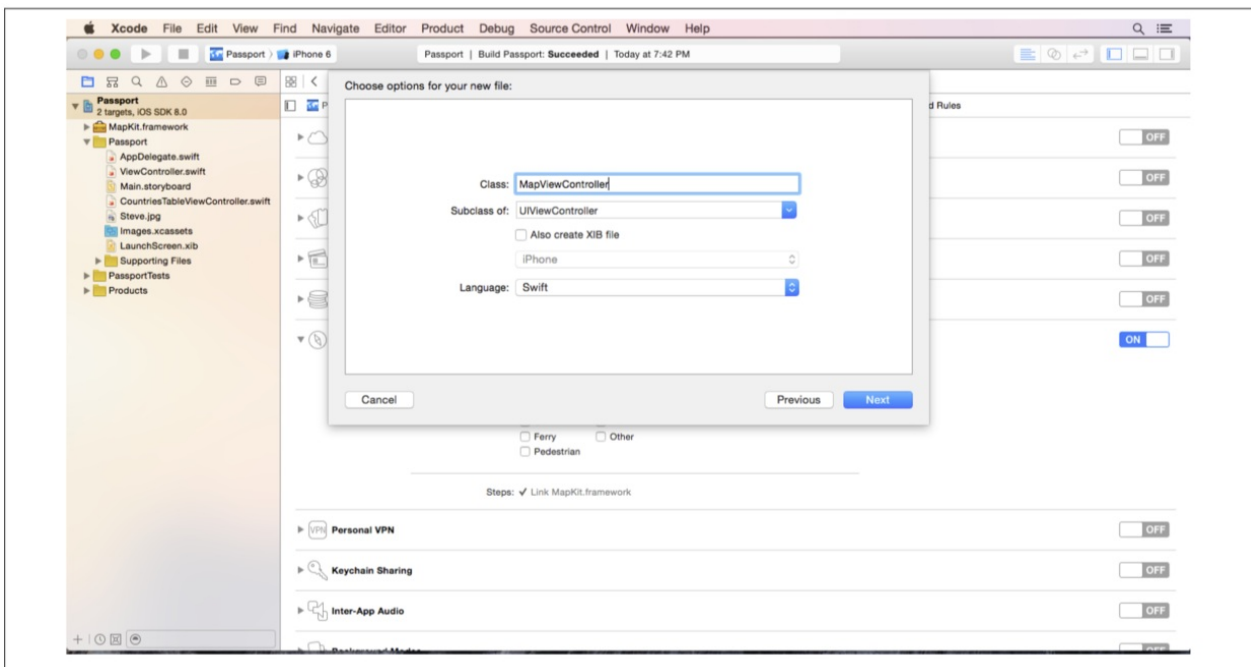 Xcode File Edit View Find Navigate Editor Product Debug Source Control Window Help
Passport iPhone 6 Passport | Build Passport: Succeeded | Today at 7:42 PM
Passport
2 targets, iOS SDK 8.0
MapKit.framework
Passport
AppDelegate.swift
ViewController.swift
Main.storyboard
CountriesTableViewController.swift
Steve.jpg
Images.xcassets
LaunchScreen.xib
Supporting Files
PassportTests
Products
Choose options for your new file:
Class: MapViewController
Subclass of: UIViewController
Also create XIB file
iPhone
Language: Swift
Cancel Previous Next
d Rules
OFF
OFF
OFF
OFF
OFF
ON
Ferry Other
Pedestrian
Steps: ✓ Link MapKit.framework
VPN Personal VPN OFF
Keychain Sharing OFF
Inter-App Audio OFF